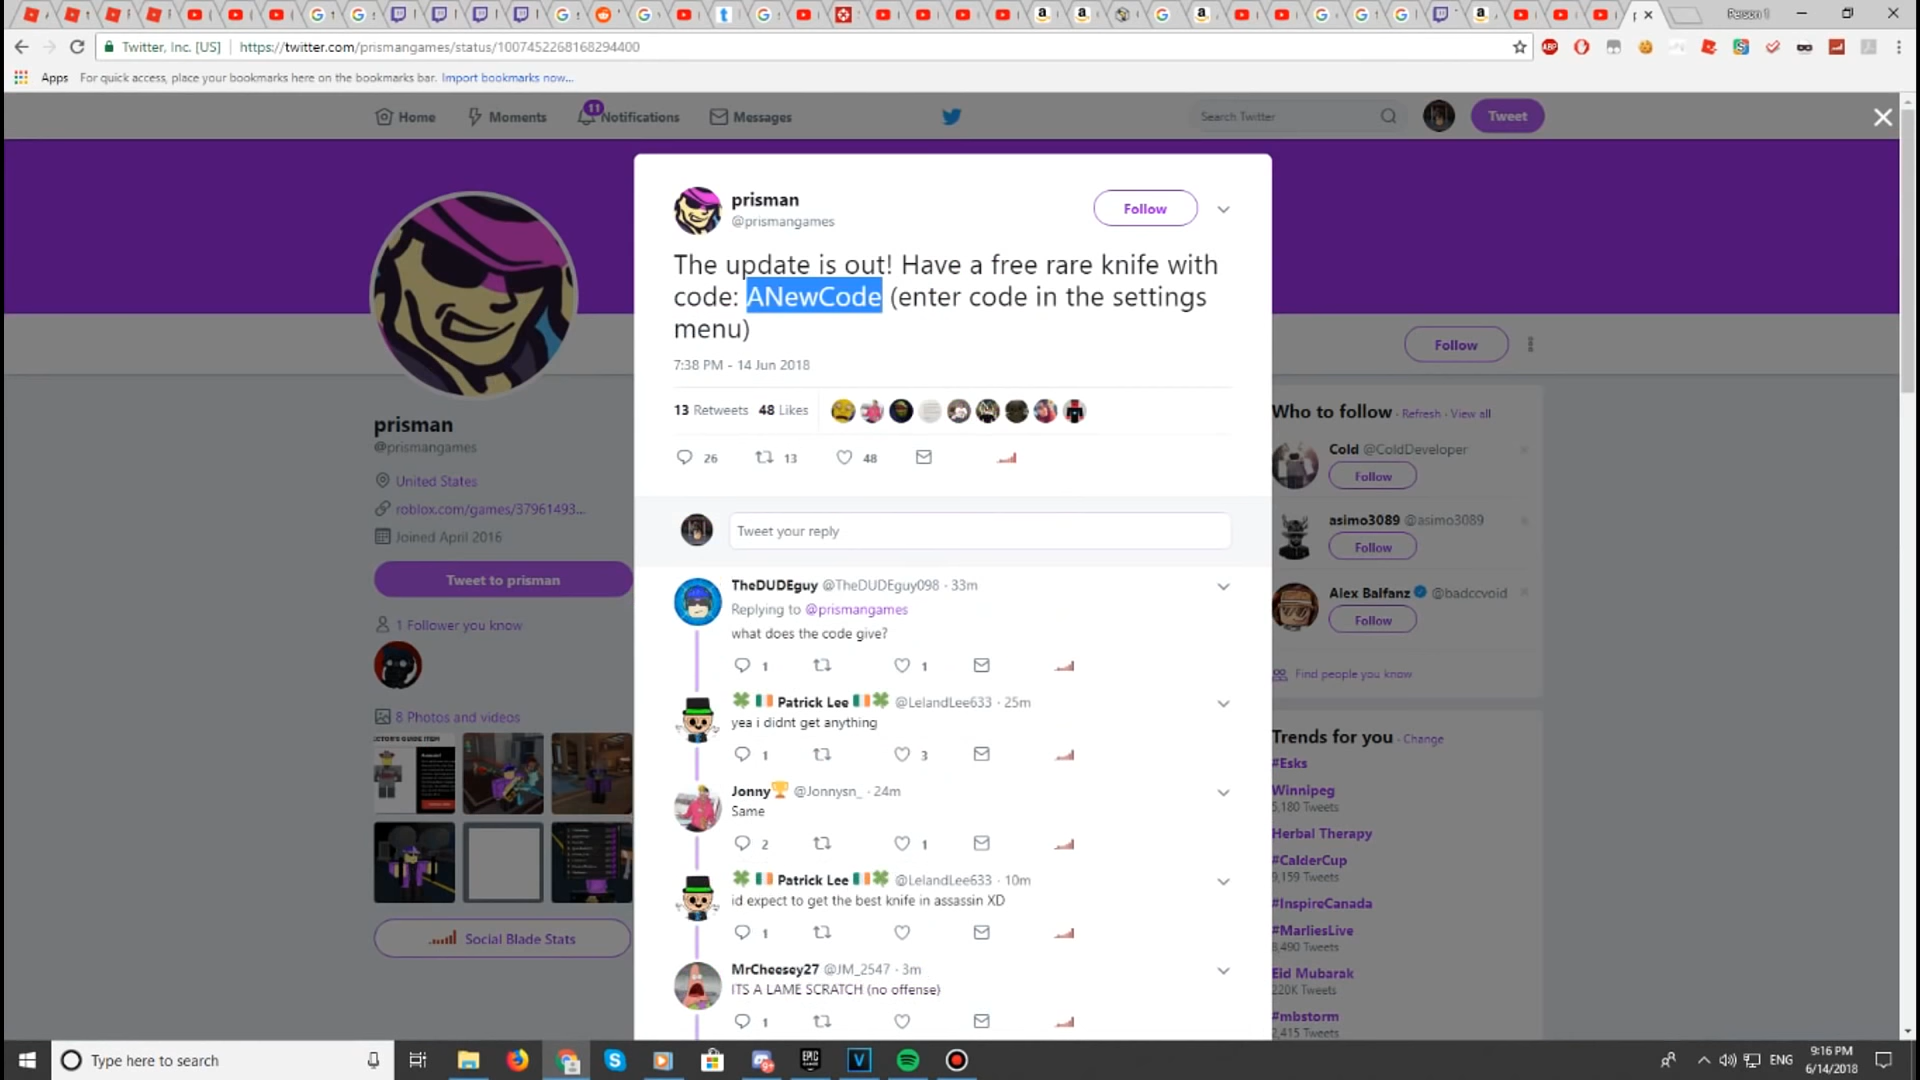 Person 1
Twitter, Inc. [US]
https://twitter.com/prismangames/status/1007452268168294400
Apps
For quick access, place your bookmarks here on the bookmarks bar.
Import bookmarks now...
Home
Moments
11
Notifications
Messages
Search Twitter
Tweet
prisman
@prismangames
Follow
The update is out! Have a free rare knife with
code: ANewCode (enter code in the settings
menu)
7:38 PM - 14 Jun 2018
13 Retweets 48 Likes
26
13
48
Tweet your reply
TheDUDEguy @TheDUDEguy098 · 33m
Replying to @prismangames
what does the code give?
1
1
Patrick Lee @LelandLee633 · 25m
yea i didnt get anything
1
3
Jonny @Jonnysn_ · 24m
Same
2
1
Patrick Lee @LelandLee633 · 10m
id expect to get the best knife in assassin XD
1
MrCheesey27 @JM_2547 · 3m
ITS A LAME SCRATCH (no offense)
1
prisman
@prismangames
United States
roblox.com/games/37961493...
Joined April 2016
Tweet to prisman
1 Follower you know
8 Photos and videos
ECTOR'S GUIDE ITEM
Social Blade Stats
Follow
Who to follow · Refresh · View all
Cold @ColdDeveloper
Follow
asimo3089 @asimo3089
Follow
Alex Balfanz @badccvoid
Follow
Find people you know
Trends for you · Change
#Esks
Winnipeg
5,180 Tweets
Herbal Therapy
#CalderCup
9,159 Tweets
#InspireCanada
#MarliesLive
8,490 Tweets
Eid Mubarak
220K Tweets
#mbstorm
2,415 Tweets
Type here to search
EPIC
ENG
9:16 PM
6/14/2018